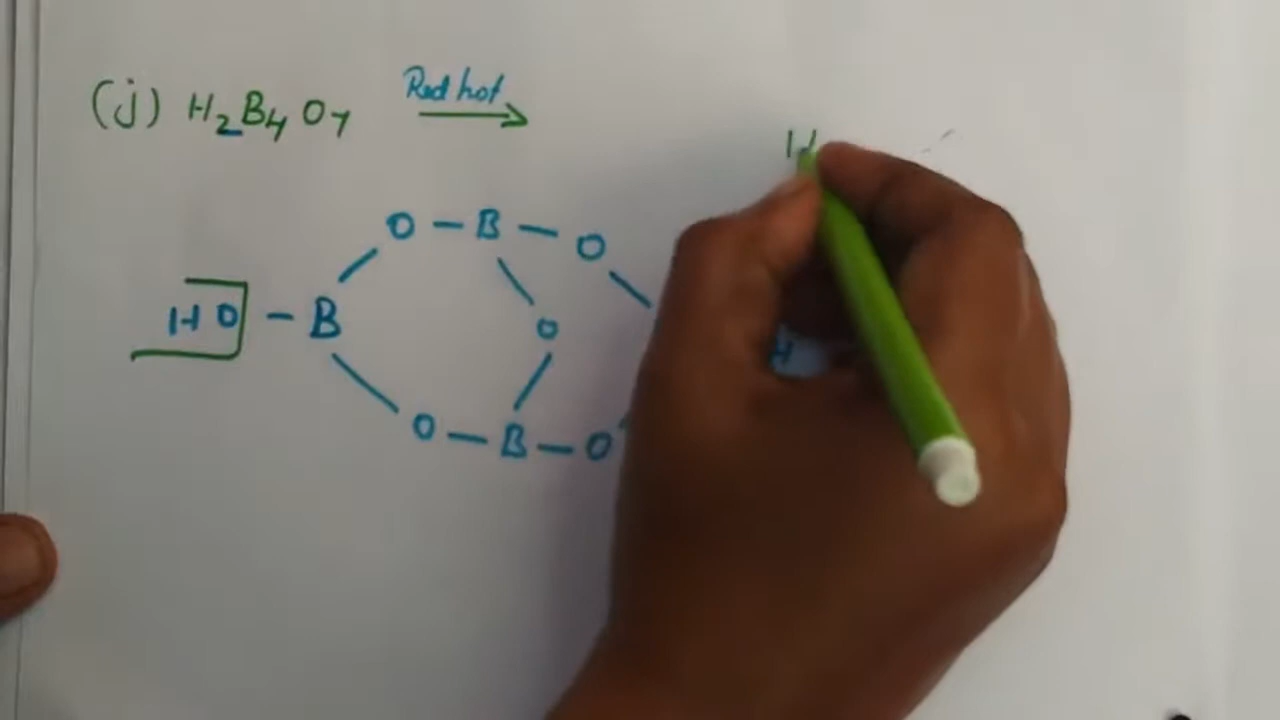 (j) H2B4O7 Red hot →
O – B – O
HO – B O H
O – B – O